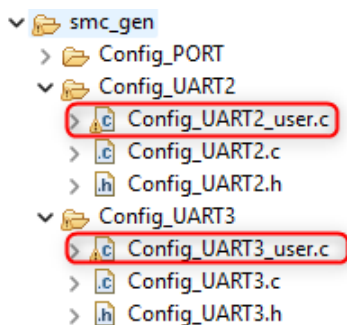 smc_gen
Config_PORT
Config_UART2
Config_UART2_user.c
Config_UART2.c
Config_UART2.h
Config_UART3
Config_UART3_user.c
Config_UART3.c
Config_UART3.h